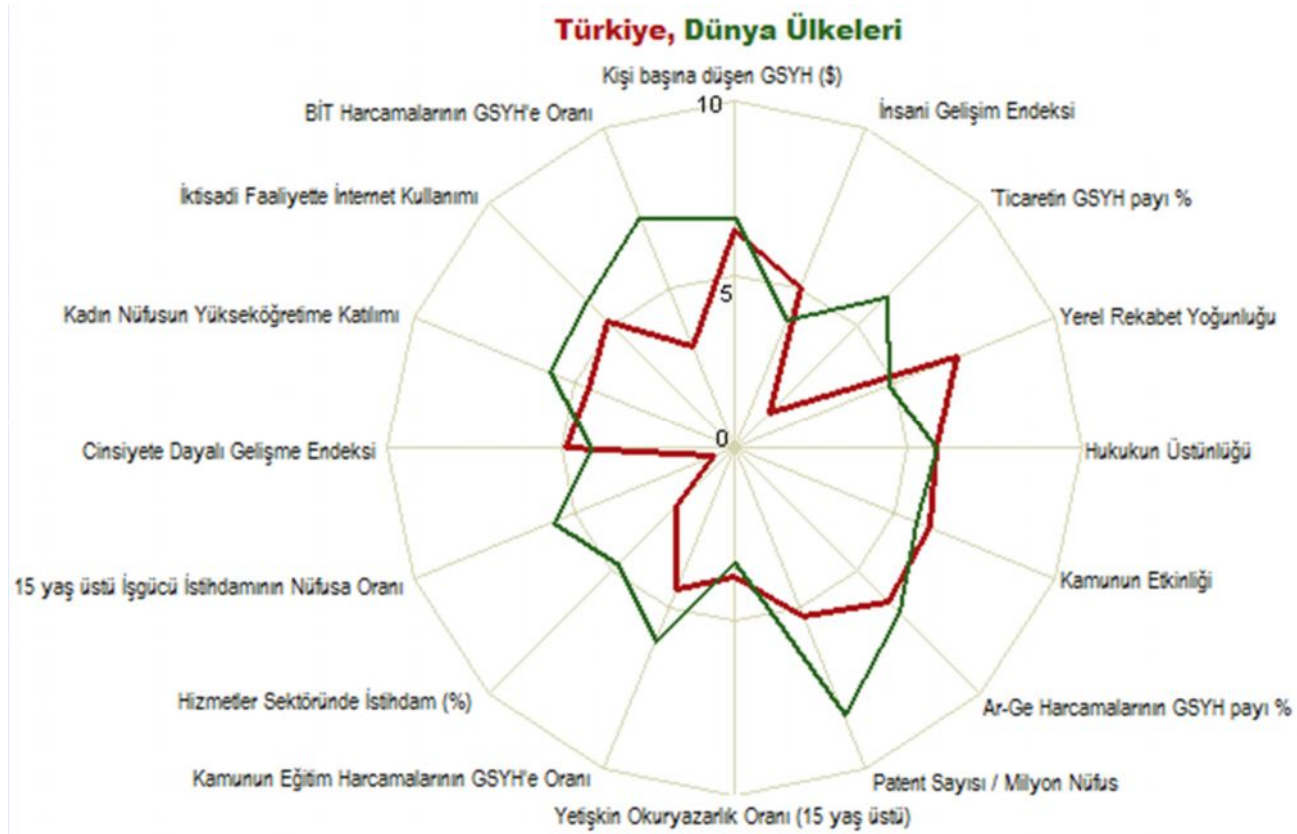 Türkiye, Dünya Ülkeleri
Kişi başına düşen GSYH ($)
10
BİT Harcamalarının GSYH'e Oranı
İnsani Gelişim Endeksi
İktisadi Faaliyette İnternet Kullanımı
'Ticaretin GSYH payı %
5
Kadın Nüfusun Yükseköğretime Katılımı
Yerel Rekabet Yoğunluğu
0
Cinsiyete Dayalı Gelişme Endeksi
Hukukun Üstünlüğü
15 yaş üstü İşgücü İstihdamının Nüfusa Oranı
Kamunun Etkinliği
Hizmetler Sektöründe İstihdam (%)
Ar-Ge Harcamalarının GSYH payı %
Kamunun Eğitim Harcamalarının GSYH'e Oranı
Patent Sayısı / Milyon Nüfus
Yetişkin Okuryazarlık Oranı (15 yaş üstü)